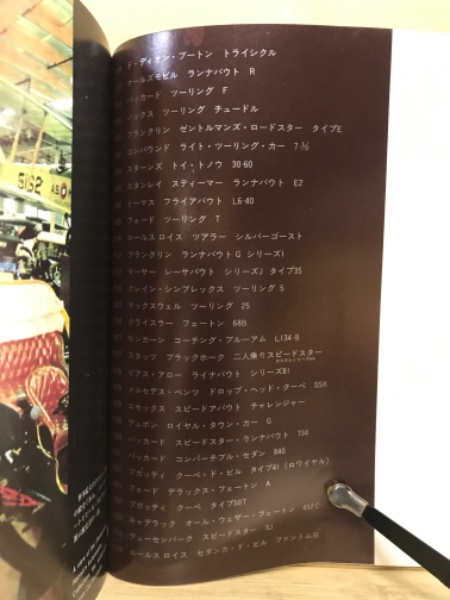 ド・ディオン・ブートン トライシクル
オールズモビル ランナバウト R
パッカード ツーリング F
ノックス ツーリング チュードル
フランクリン ゼントルマンズ・ロードスター タイプE
コンパウンド ライト・ツーリング・カー 7-½
スターンズ トイ・トノウ 30-60
スタンレイ スティーマー ランナバウト E2
トーマス フライアバウト L6-40
フォード ツーリング T
ロールスロイス ツアラー シルバーゴースト
フランクリン ランナバウトG シリーズI
マーサー レーサバウト シリーズJ タイプ35
クレイン・シンプレックス ツーリング 5
マックスウェル ツーリング 25
クライスラー フェートン 68B
リンカーン コーチング・ブルーアム L134-B
スタッツ ブラックホーク 二人乗りスピードスター
ピアス・アロー ライナバウト シリーズ81
メルセデス・ベンツ ドロップ・ヘッド・クーペ SSK
エセックス スピードアバウト チャレンジャー
デュポン ロイヤル・タウン・カー G
パッカード スピードスター・ランナバウト 734
パッカード コンバーチブル・セダン 840
ブガッティ クーペ・ド・ビル タイプ41 (ロワイヤル)
フォード デラックス・フェートン A
ブガッティ クーペ タイプ50T
キャデラック オール・ウェザー・フェートン 452C
デューセンバーク スピードスター SJ
ロールスロイス セダンカ・ド・ビル ファントムIII
5162